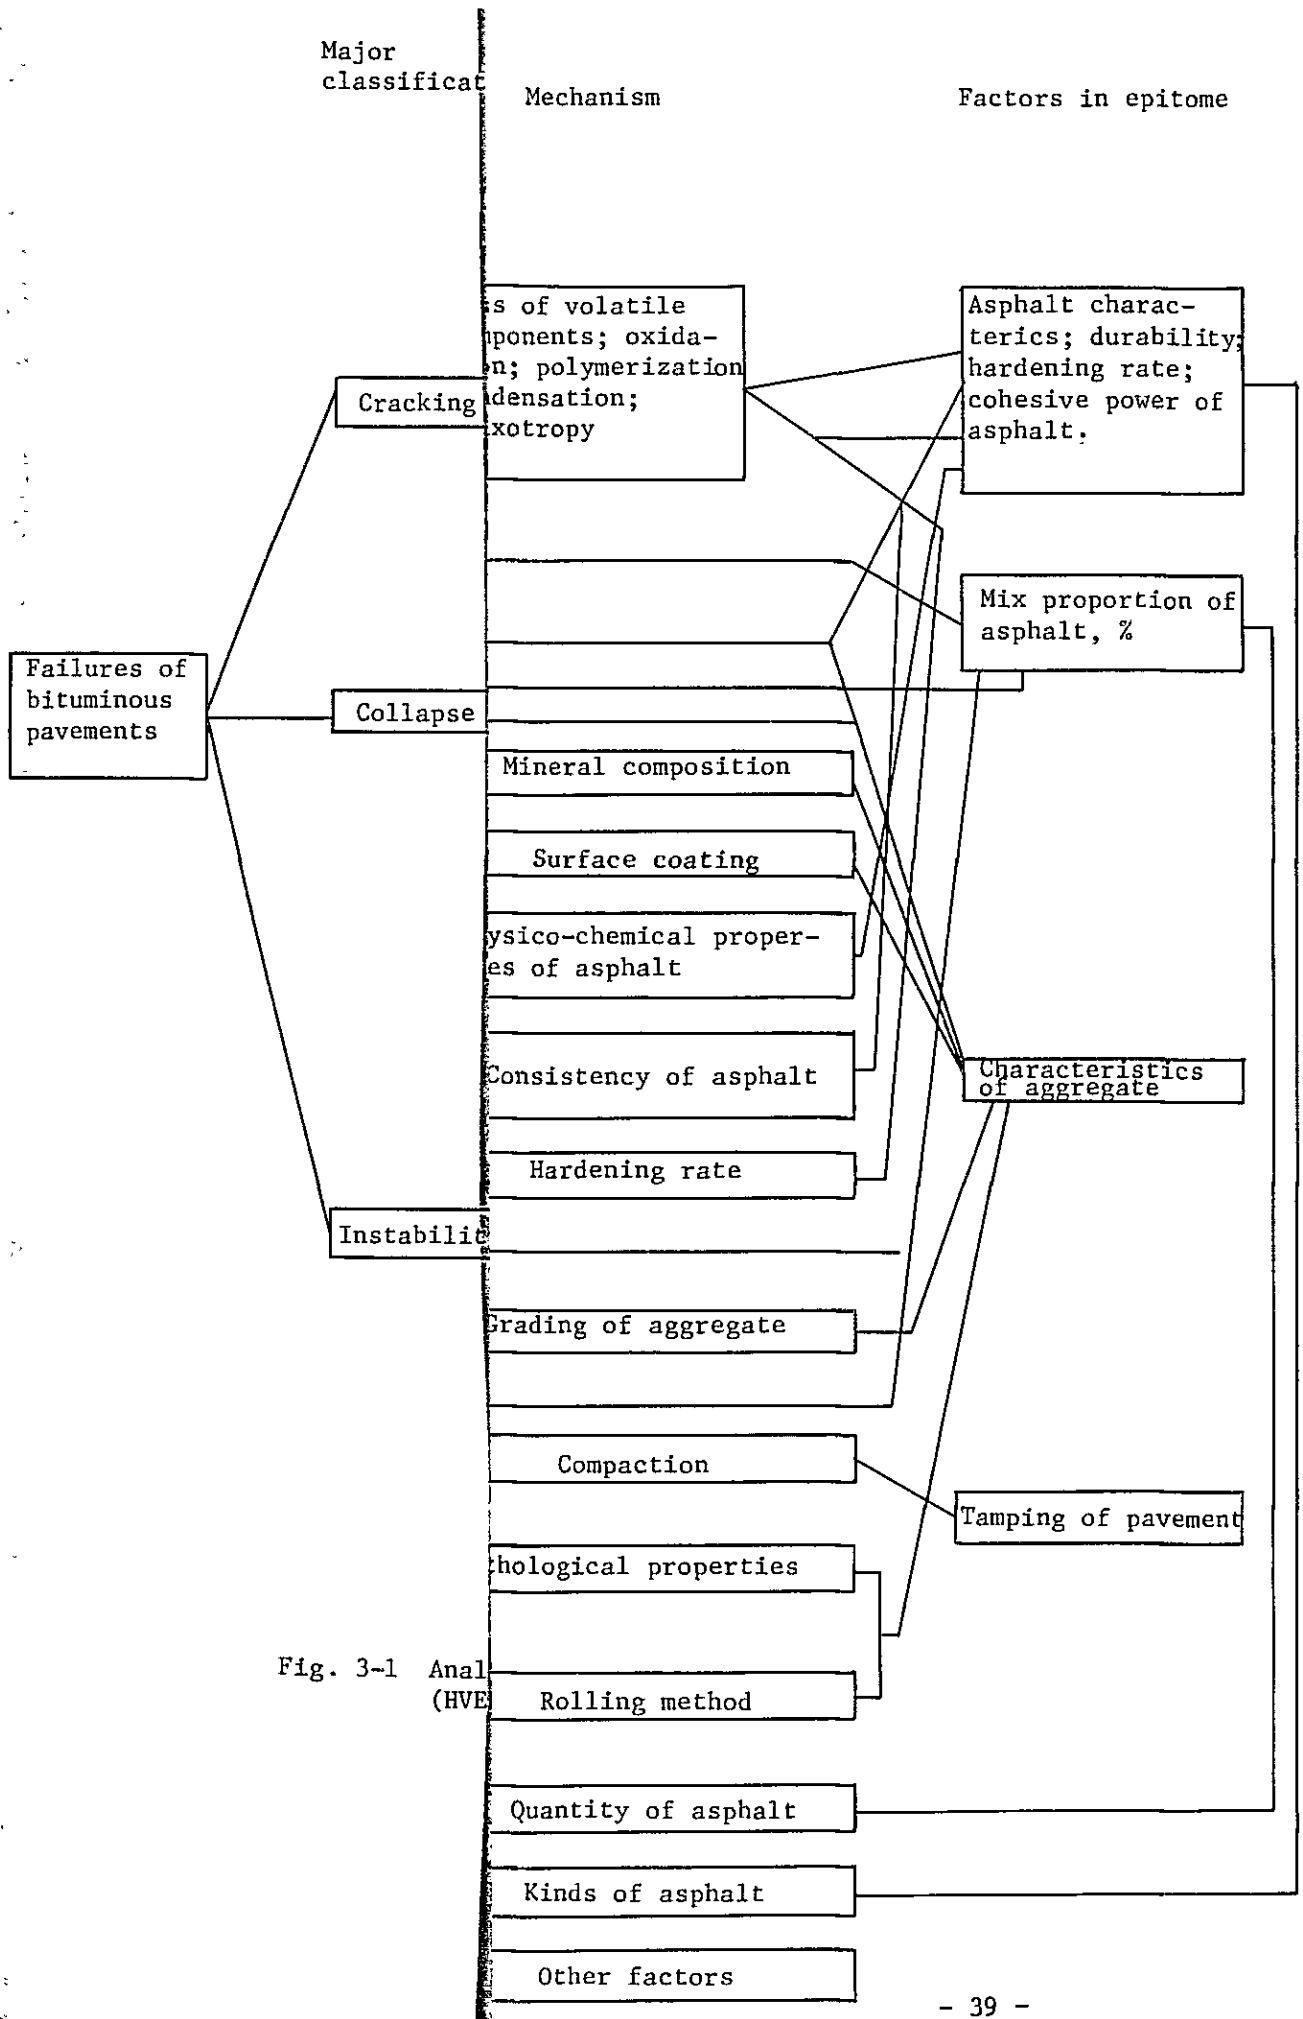 Major
classificat
Mechanism
Factors in epitome
s of volatile
ponents; oxida-
n; polymerization
densation;
xotropy
Asphalt charac-
terics; durability;
hardening rate;
cohesive power of
asphalt.
Cracking
Mix proportion of
asphalt, %
Failures of
bituminous
pavements
Collapse
Mineral composition
Surface coating
ysico-chemical proper-
es of asphalt
Consistency of asphalt
Characteristics
of aggregate
Hardening rate
Instabilit
Grading of aggregate
Compaction
Tamping of pavement
hological properties
Fig. 3-1 Anal
(HVE
Rolling method
Quantity of asphalt
Kinds of asphalt
Other factors
- 39 -